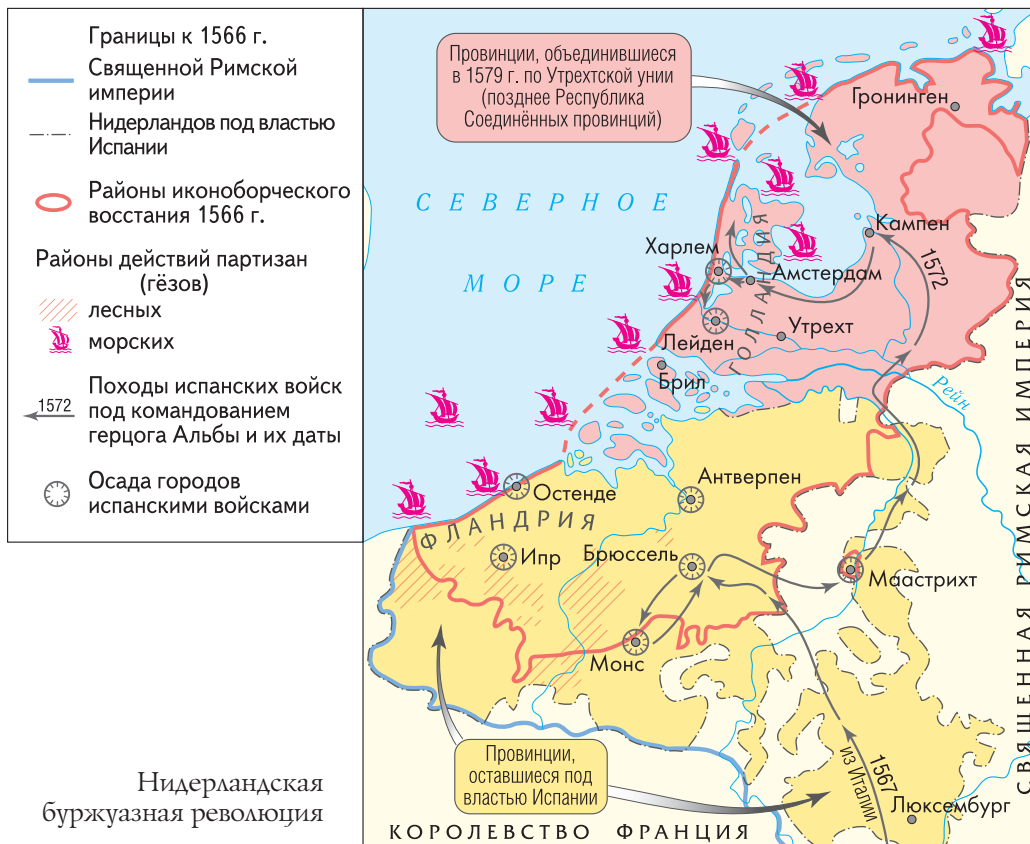 Границы к 1566 г.
Священной Римской
империи
Нидерландов под властью
Испании
Районы иконоборческого
восстания 1566 г.
Районы действий партизан
(гёзов)
лесных
морских
1572
Походы испанских войск
под командованием
герцога Альбы и их даты
Осада городов
испанскими войсками
Нидерландская
буржуазная революция
Провинции, объединившиеся
в 1579 г. по Утрехтской унии
(позднее Республика
Соединённых провинций)
Гронинген
СЕВЕРНОЕ
МОРЕ
Кампен
1572
Харлем
Амстердам
ГОЛЛАНДИЯ
Лейден
Утрехт
Брил
Рейн
Антверпен
Остенде
ФЛАНДРИЯ
Ипр
Брюссель
Маастрихт
Монс
СВЯЩЕННАЯ РИМСКАЯ ИМПЕРИЯ
Провинции,
оставшиеся под
властью Испании
1567
из Италии
Люксембург
КОРОЛЕВСТВО ФРАНЦИЯ